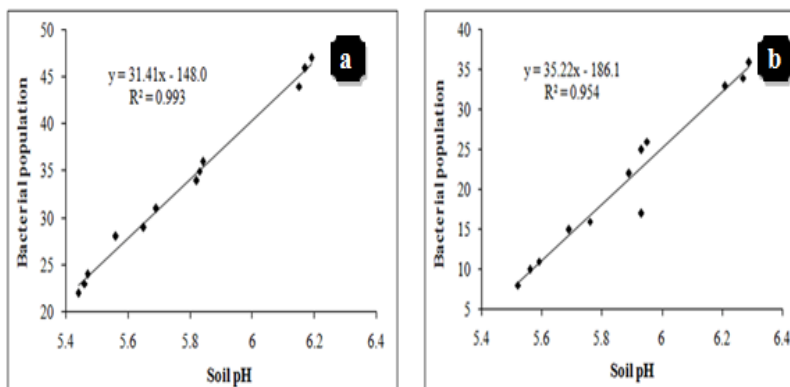 50
45
40
35
30
25
20
5.4
5.6
5.8
6
6.2
6.4
Bacterial population
Soil pH
y = 31.41x - 148.0
R² = 0.993
a
40
35
30
25
20
15
10
5
5.4
5.6
5.8
6
6.2
6.4
Bacterial population
Soil pH
y = 35.22x - 186.1
R² = 0.954
b